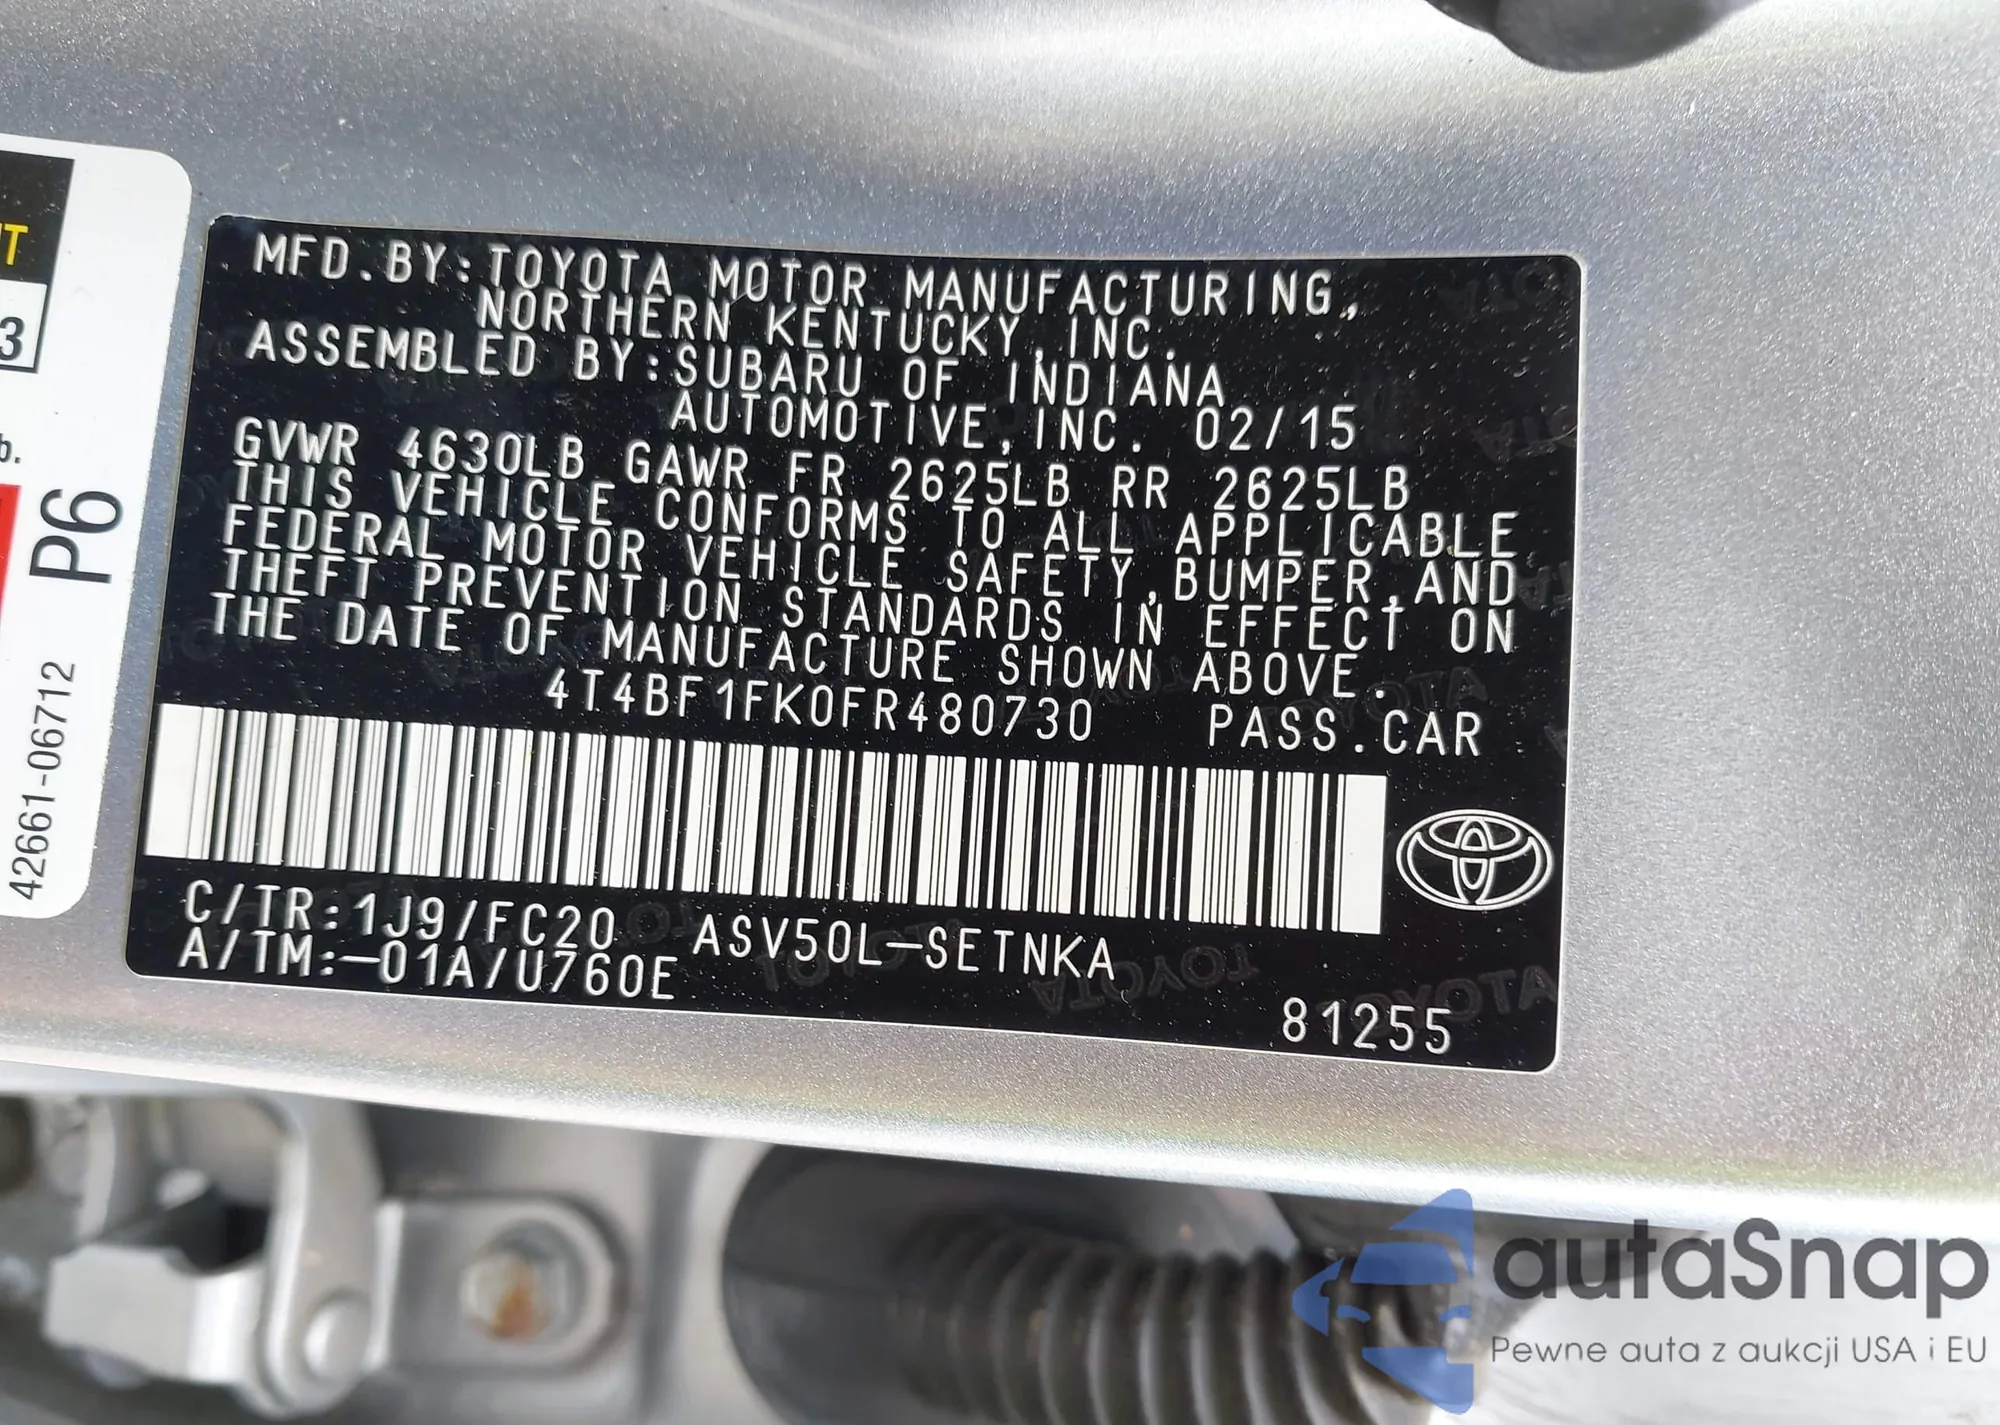 MFD.BY:TOYOTA MOTOR MANUFACTURING,
NORTHERN KENTUCKY,INC.
ASSEMBLED BY:SUBARU OF INDIANA
AUTOMOTIVE,INC. 02/15
GVWR 4630LB GAWR FR 2625LB RR 2625LB
THIS VEHICLE CONFORMS TO ALL APPLICABLE
FEDERAL MOTOR VEHICLE SAFETY,BUMPER,AND
THEFT PREVENTION STANDARDS IN EFFECT ON
THE DATE OF MANUFACTURE SHOWN ABOVE.
4T4BF1FK0FR480730 PASS.CAR
C/TR:1J9/FC20 ASV50L-SETNKA
A/TM:-01A/U760E
81255
3
b.
P6
42661-06712
autaSnap
Pewne auta z aukcji USA i EU